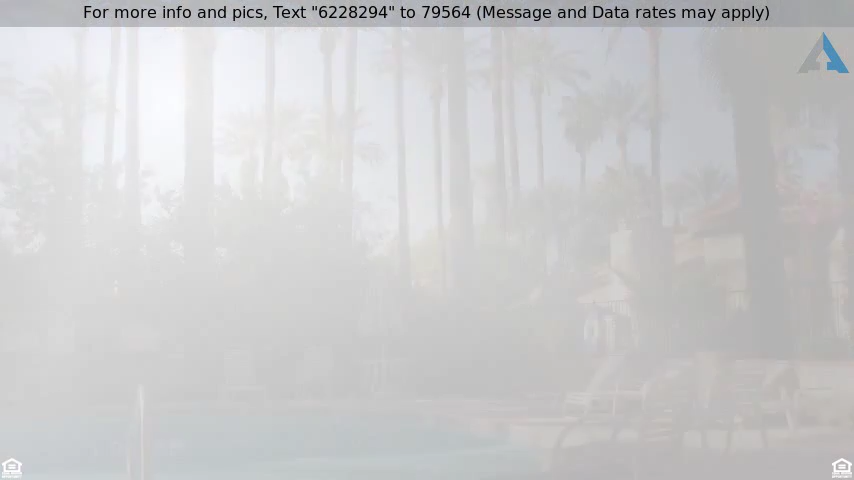 For more info and pics, Text "6228294" to 79564 (Message and Data rates may apply)